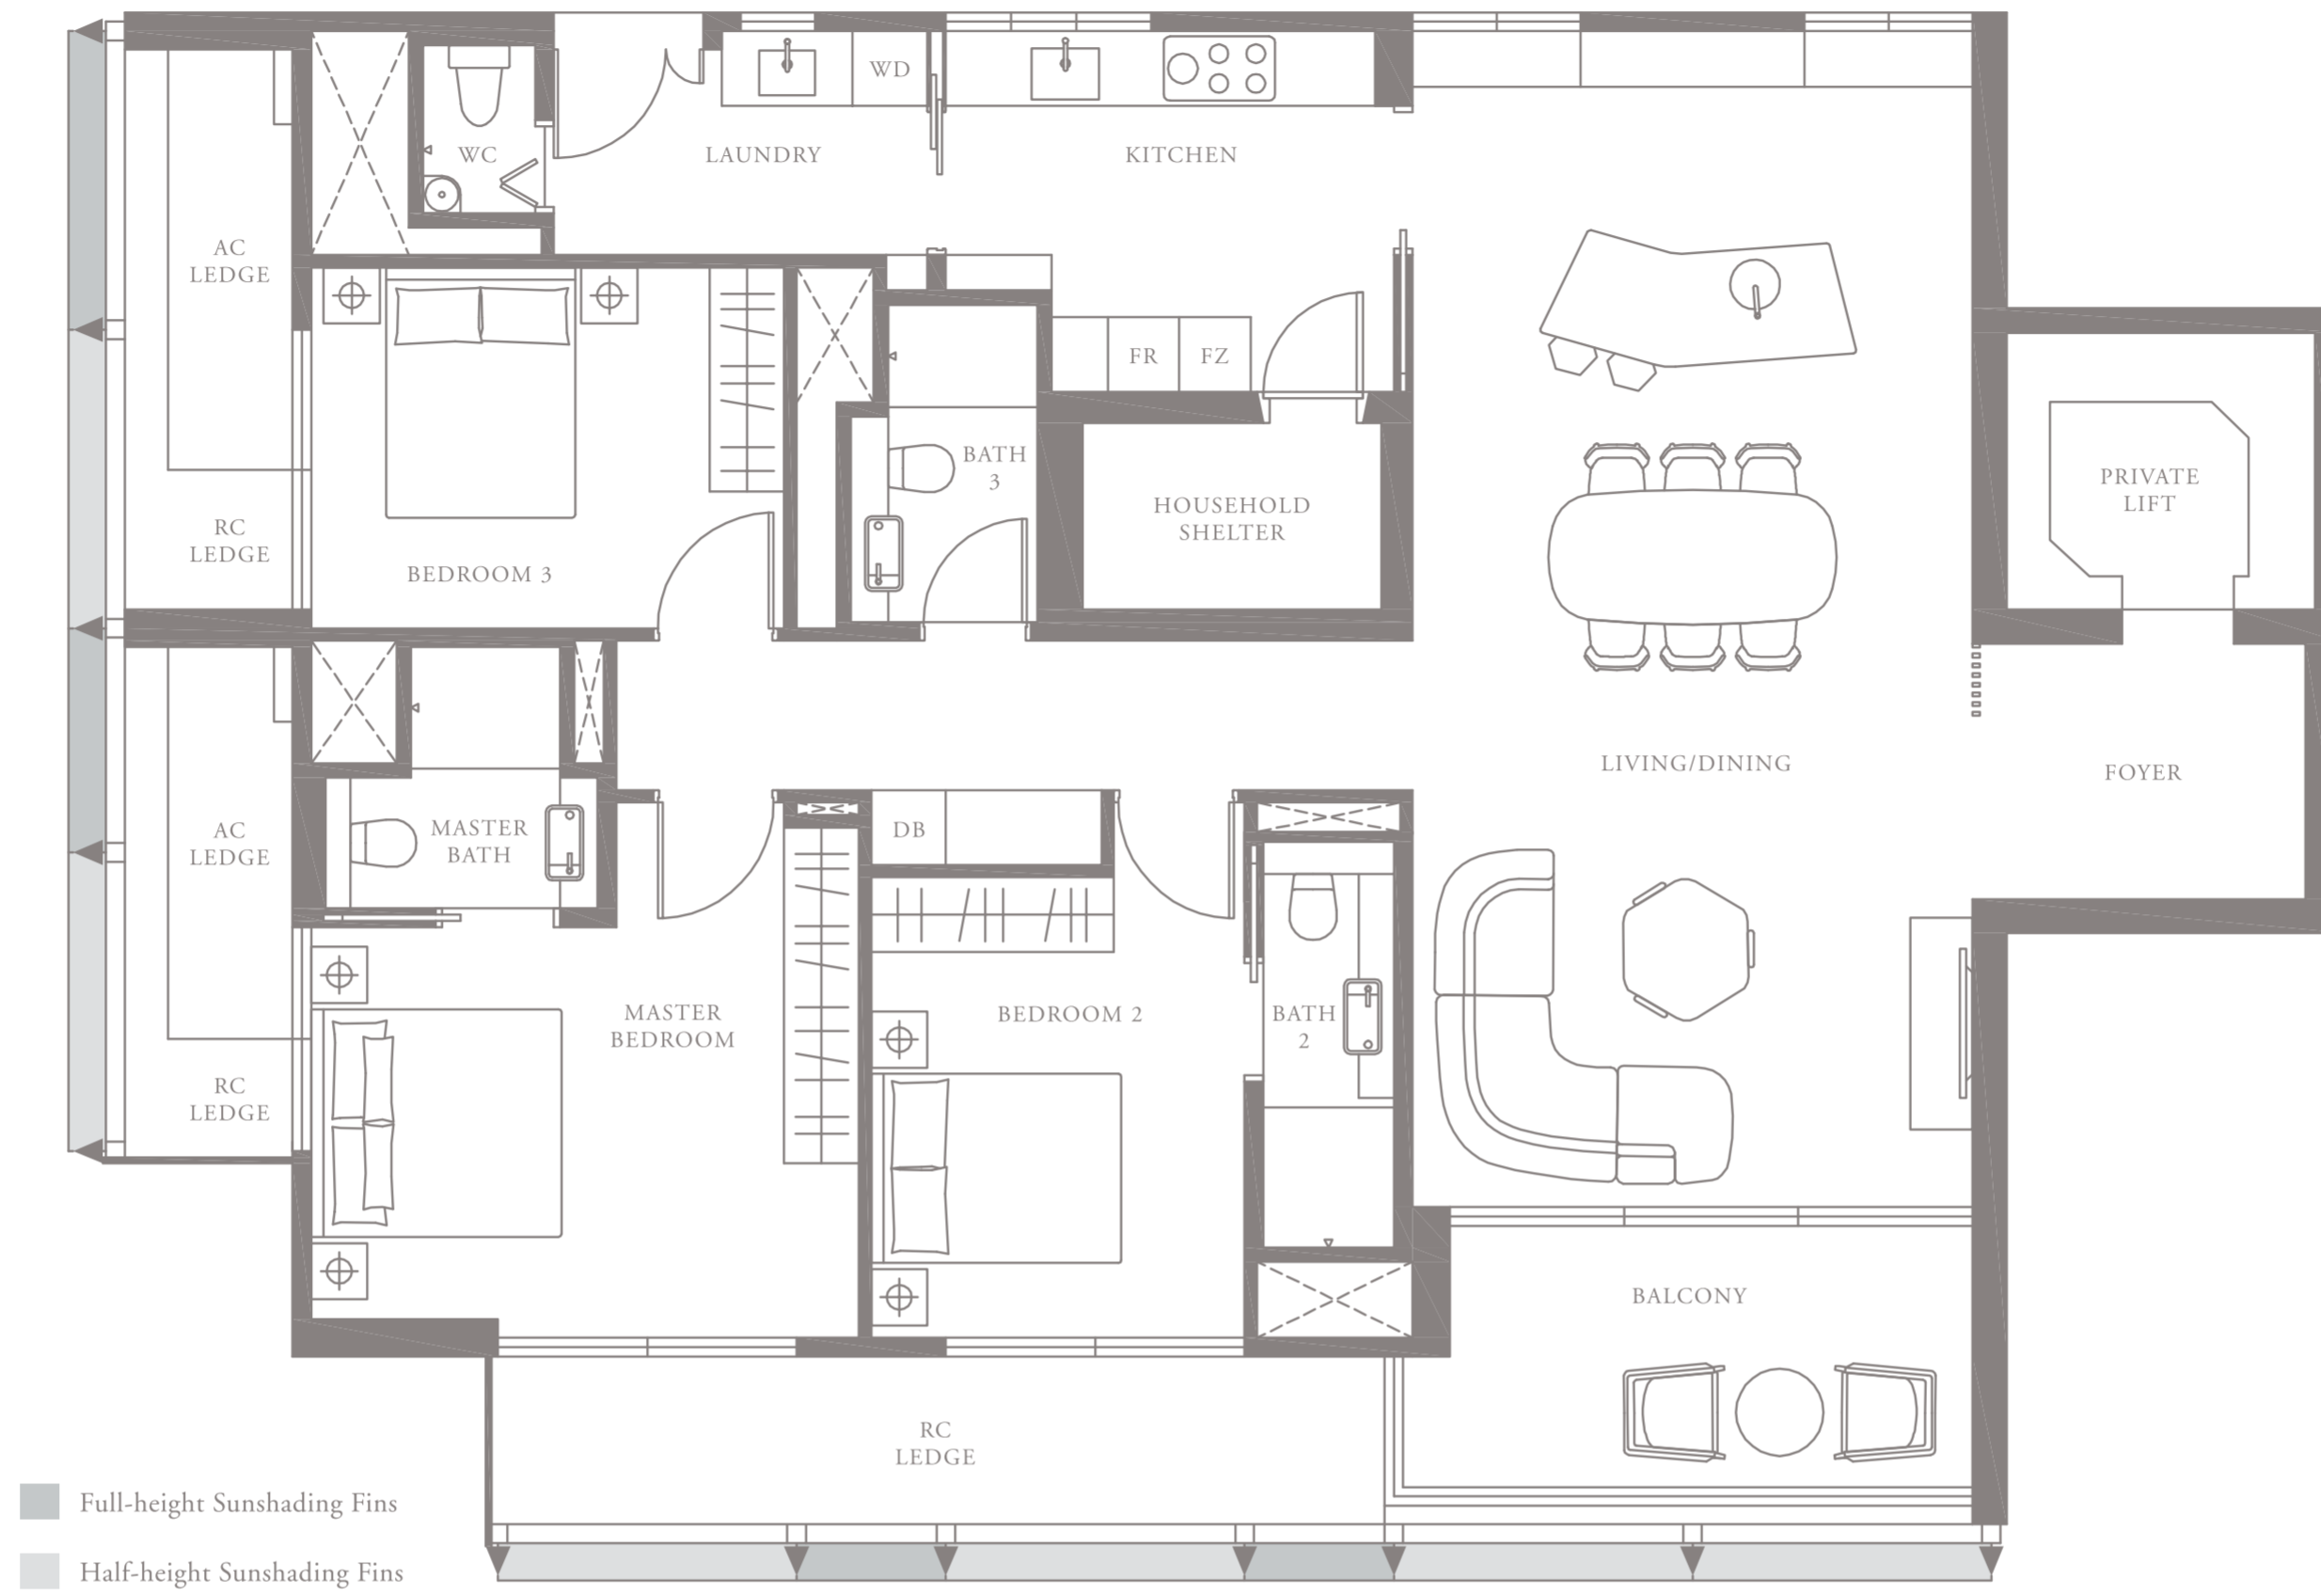 WD
WC
LAUNDRY
KITCHEN
AC
LEDGE
FR
FZ
BATH
3
PRIVATE
LIFT
HOUSEHOLD
SHELTER
RC
LEDGE
BEDROOM 3
LIVING/DINING
FOYER
AC
LEDGE
MASTER
BATH
DB
MASTER
BEDROOM
BEDROOM 2
BATH
2
RC
LEDGE
BALCONY
RC
LEDGE
Full-height Sunshading Fins
Half-height Sunshading Fins